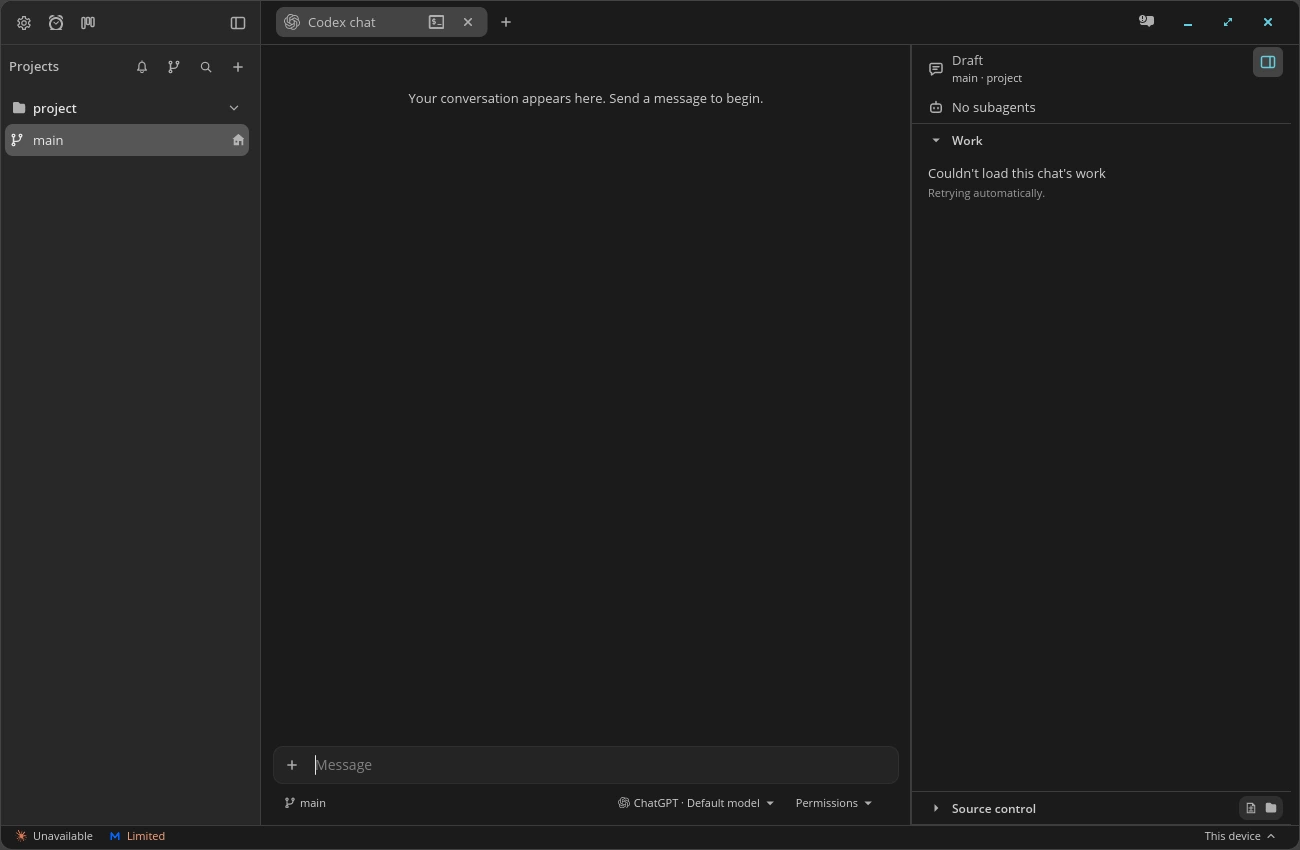 Codex chat
Projects
project
main
Your conversation appears here. Send a message to begin.
Message
main
ChatGPT · Default model
Permissions
Draft
main · project
No subagents
Work
Couldn't load this chat's work
Retrying automatically.
Source control
Unavailable
Limited
This device